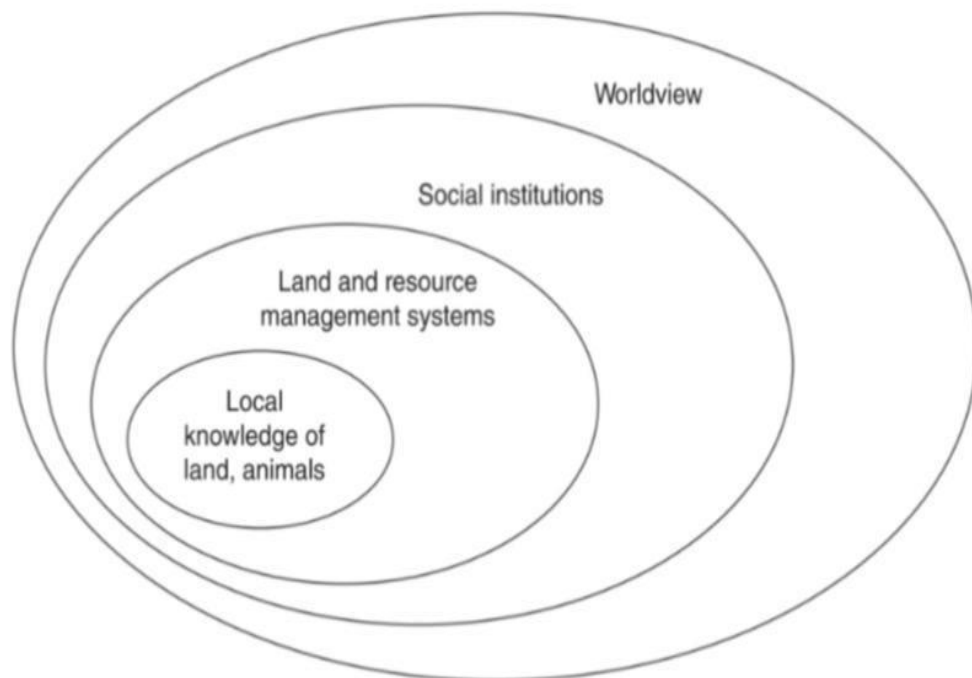 Worldview
Social institutions
Land and resource
management systems
Local
knowledge of
land, animals